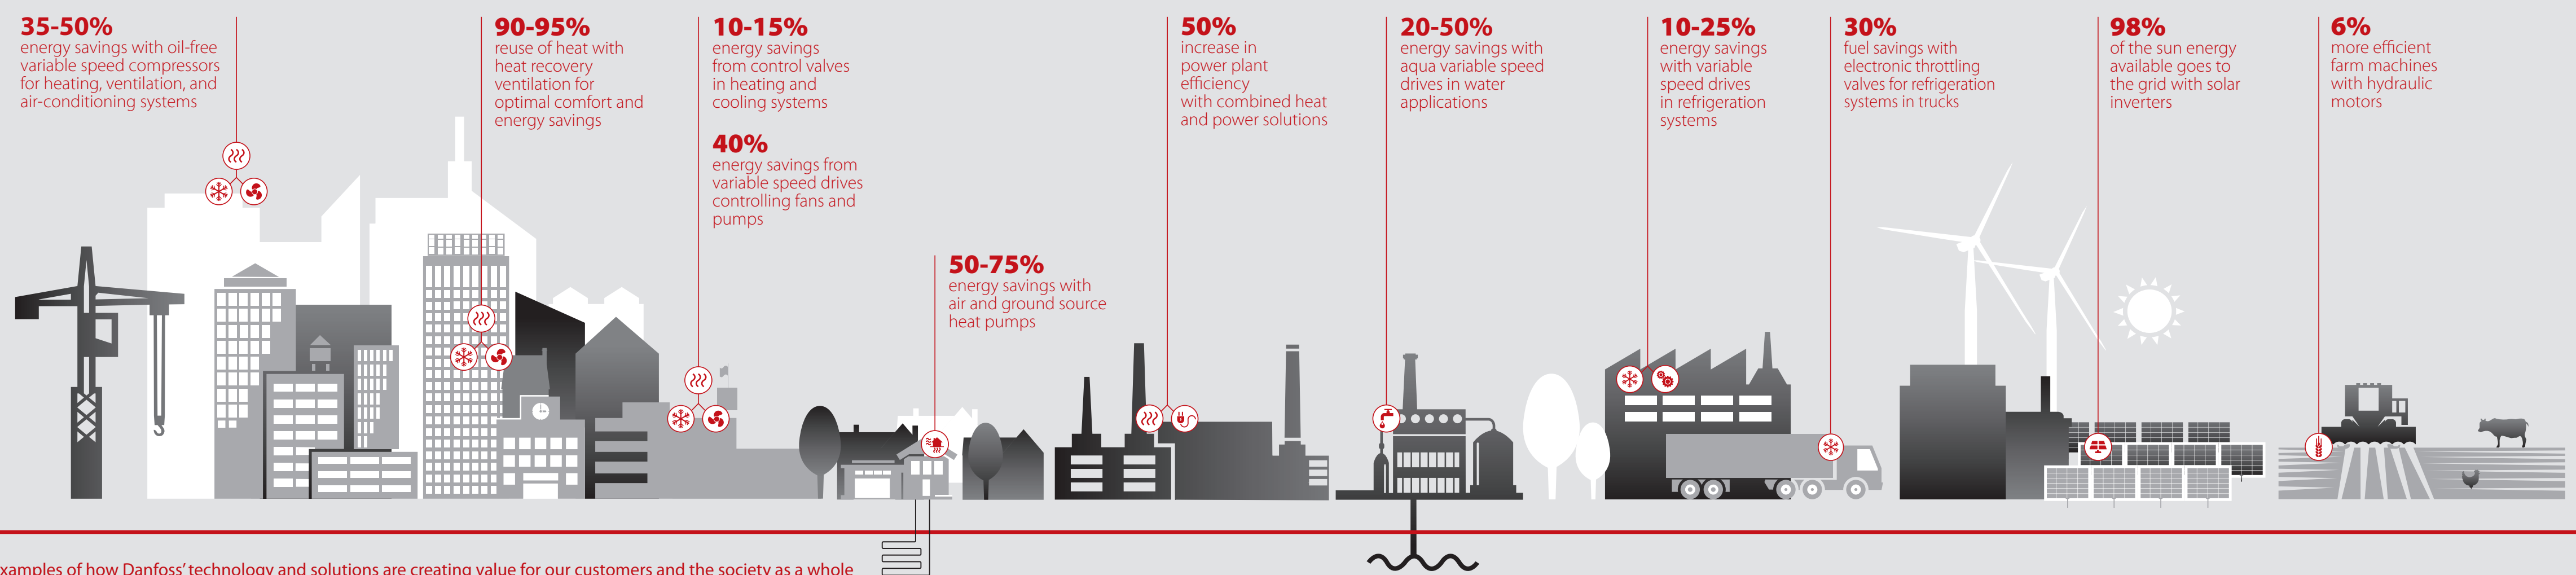 35-50%
energy savings with oil-free
variable speed compressors
for heating, ventilation, and
air-conditioning systems
90-95%
reuse of heat with
heat recovery
ventilation for
optimal comfort and
energy savings
10-15%
energy savings
from control valves
in heating and
cooling systems
40%
energy savings from
variable speed drives
controlling fans and
pumps
50-75%
energy savings with
air and ground source
heat pumps
50%
increase in
power plant
efficiency
with combined heat
and power solutions
20-50%
energy savings with
aqua variable speed
drives in water
applications
10-25%
energy savings
with variable
speed drives
in refrigeration
systems
30%
fuel savings with
electronic throttling
valves for refrigeration
systems in trucks
98%
of the sun energy
available goes to
the grid with solar
inverters
6%
more efficient
farm machines
with hydraulic
motors
xamples of how Danfoss’ technology and solutions are creating value for our customers and the society as a whole